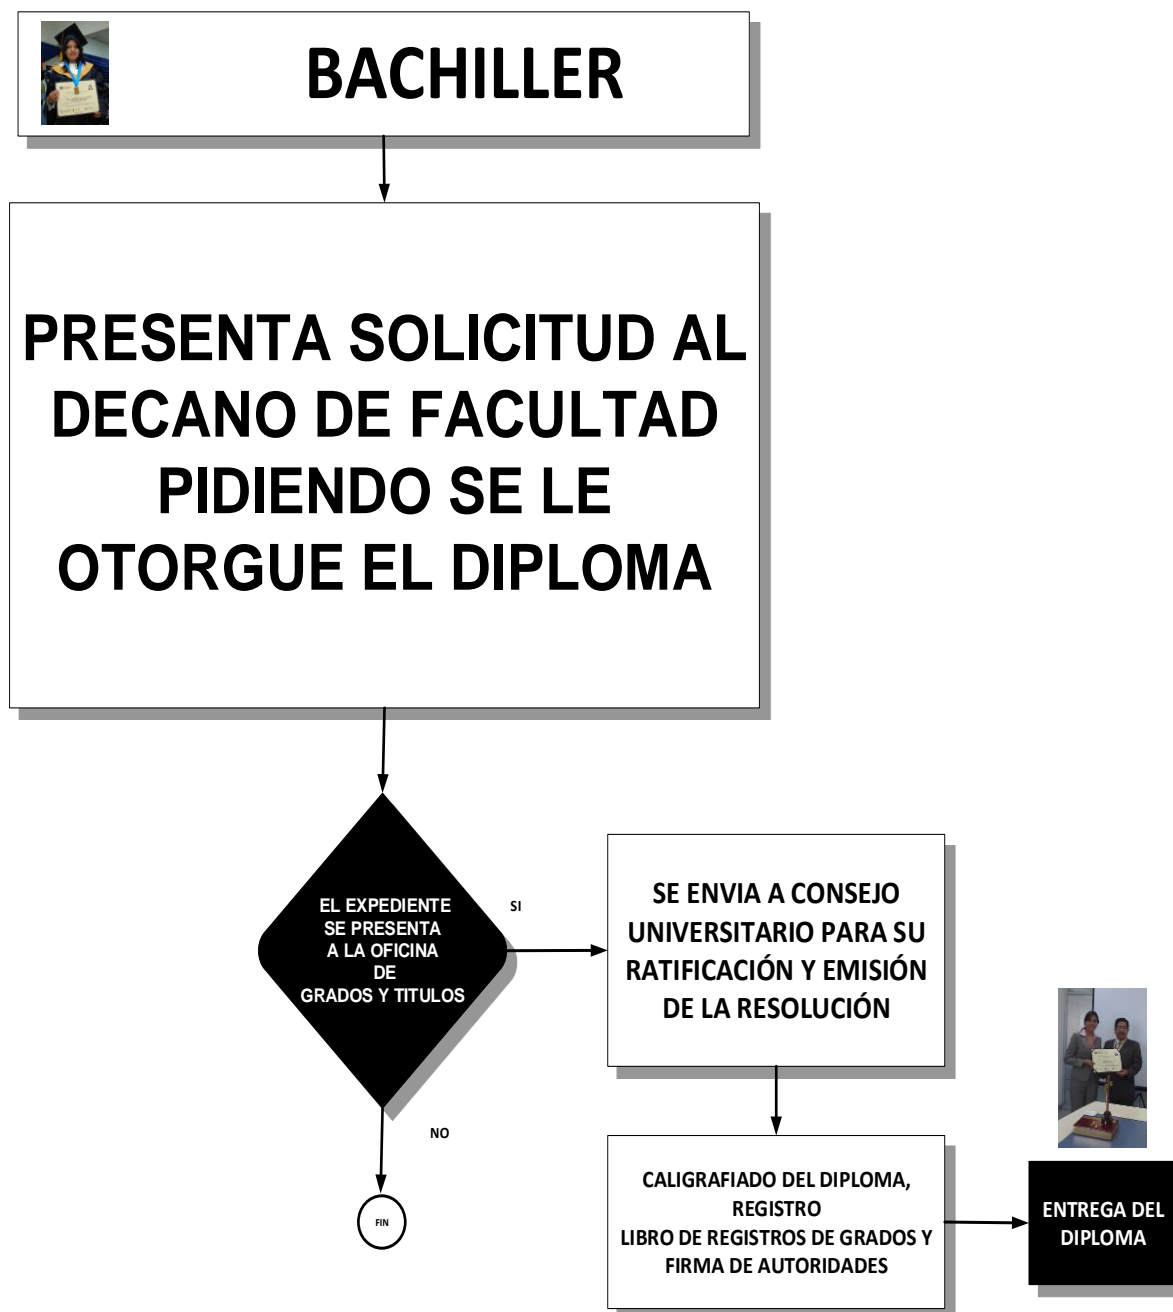 BACHILLER
PRESENTA SOLICITUD AL
DECANO DE FACULTAD
PIDIENDO SE LE
OTORGUE EL DIPLOMA
EL EXPEDIENTE
SE PRESENTA
A LA OFICINA
DE
GRADOS Y TITULOS
SI
SE ENVIA A CONSEJO
UNIVERSITARIO PARA SU
RATIFICACIÓN Y EMISIÓN
DE LA RESOLUCIÓN
NO
FIN
CALIGRAFIADO DEL DIPLOMA,
REGISTRO
LIBRO DE REGISTROS DE GRADOS Y
FIRMA DE AUTORIDADES
ENTREGA DEL
DIPLOMA